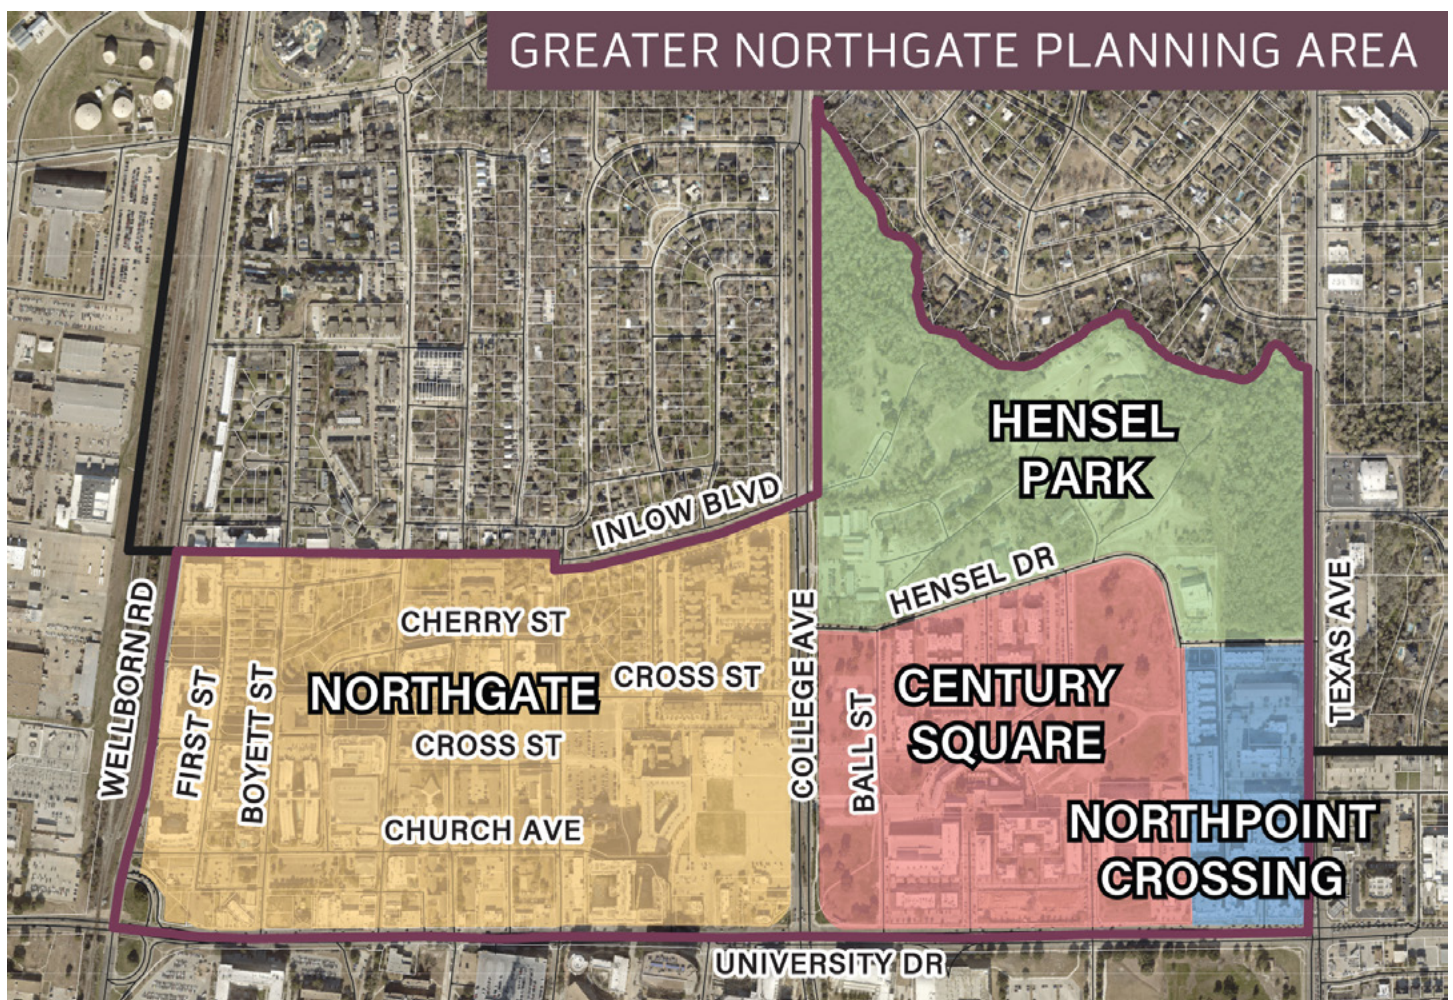 GREATER NORTHGATE PLANNING AREA
HENSEL
PARK
INLOW BLVD
HENSEL DR
WELLBORN RD
FIRST ST
BOYETT ST
CHERRY ST
NORTHGATE
CROSS ST
CROSS ST
CHURCH AVE
COLLEGE AVE
BALL ST
CENTURY
SQUARE
TEXAS AVE
NORTHPOINT
CROSSING
UNIVERSITY DR